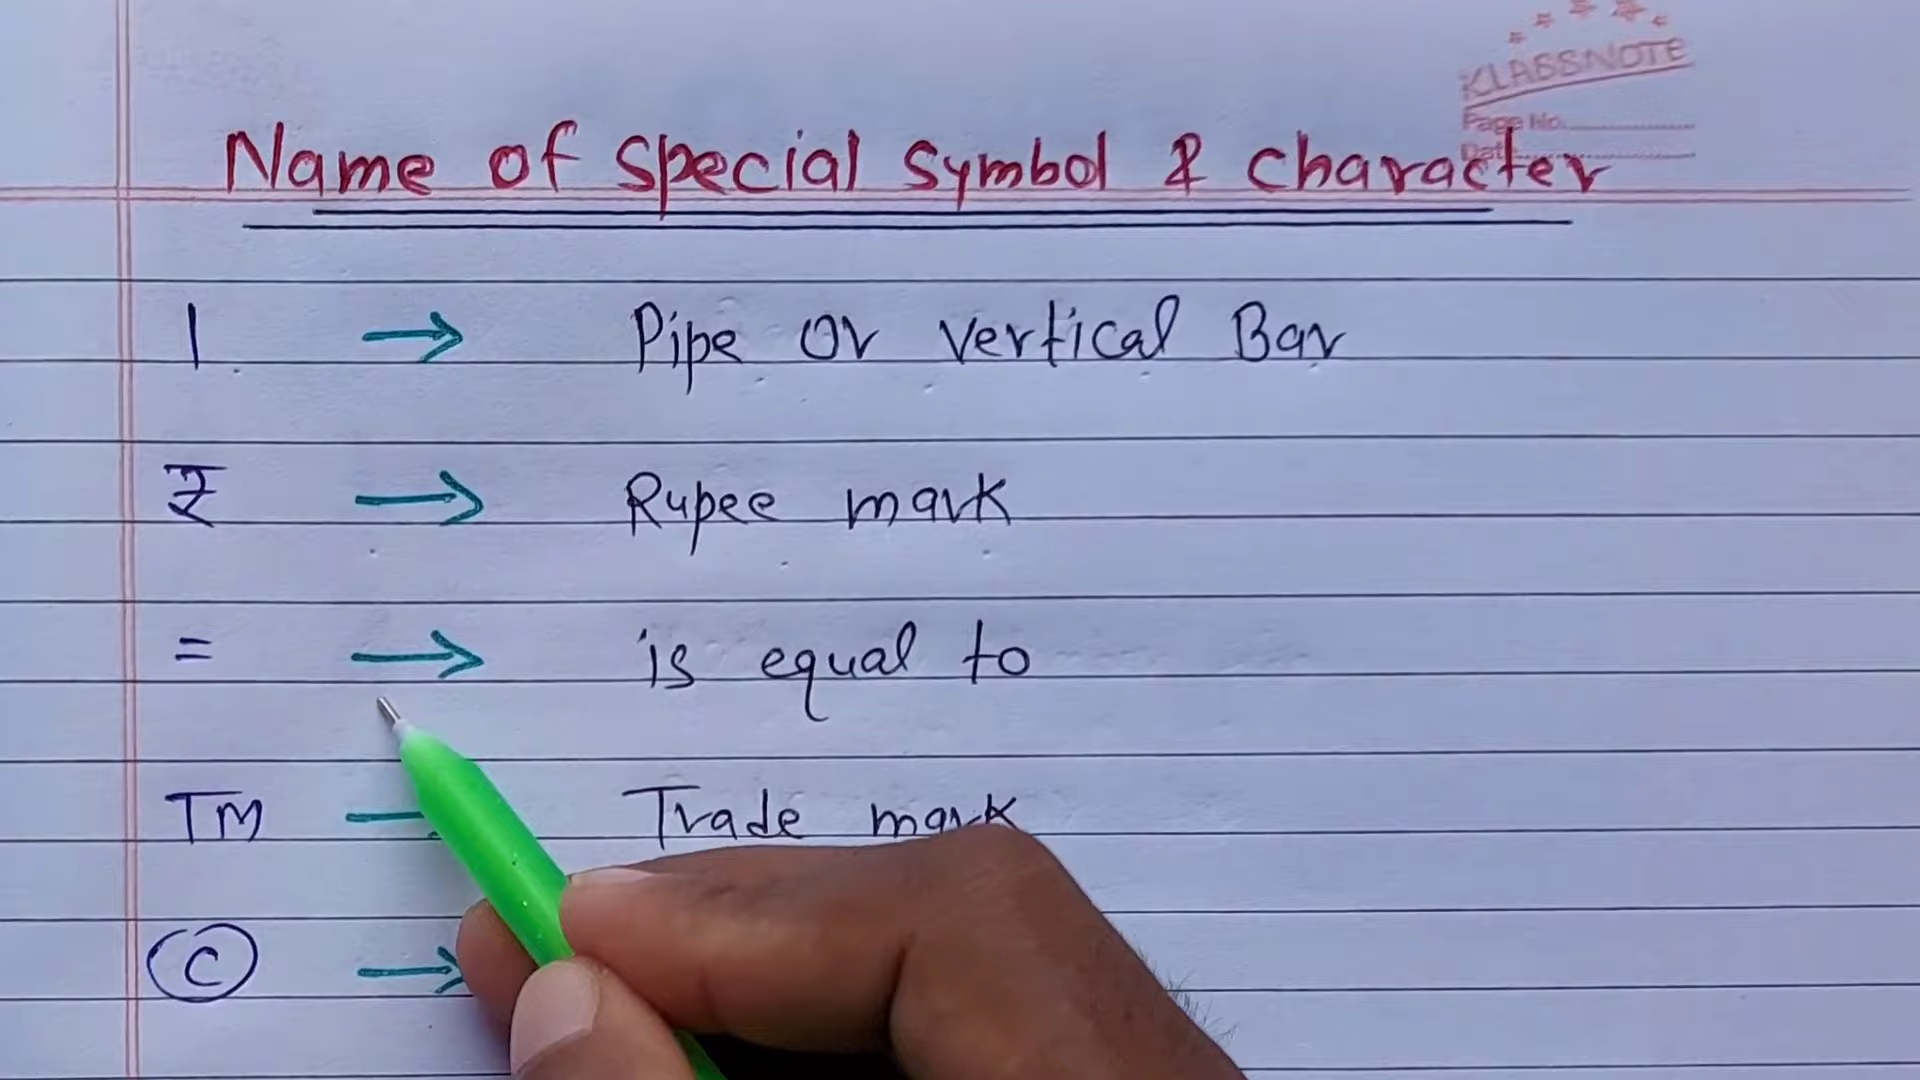 KLASSNOTE
Page No.
Date
Name of Special Symbol & Character
| → Pipe or Vertical Bar
₹ → Rupee mark
= → is equal to
TM → Trade mark
© →